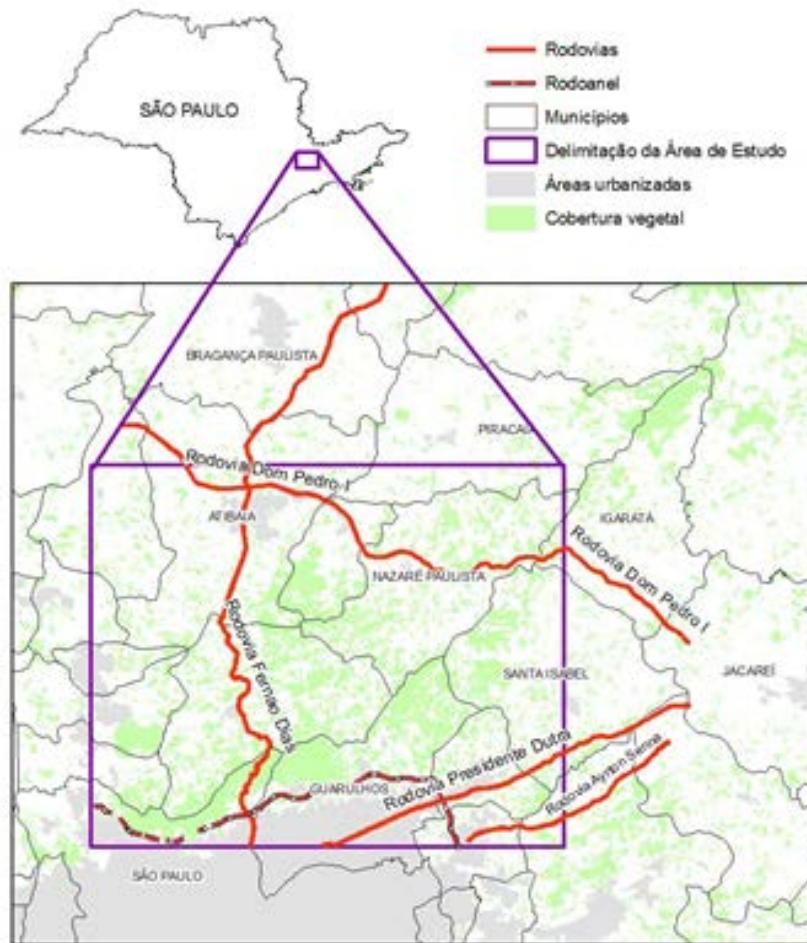 SÃO PAULO
Rodovias
Rodoanel
Municípios
Delimitação da Área de Estudo
Áreas urbanizadas
Cobertura vegetal
BRAGANÇA PAULISTA
PIRACAIA
Rodovia Dom Pedro I
ATIBAIA
IGARATÁ
Rodovia Dom Pedro I
NAZARÉ PAULISTA
Rodovia Fernao Dias
SANTA ISABEL
JACAREÍ
Rodovia Presidente Dutra
Rodovia Ayrton Senna
GUARULHOS
SÃO PAULO